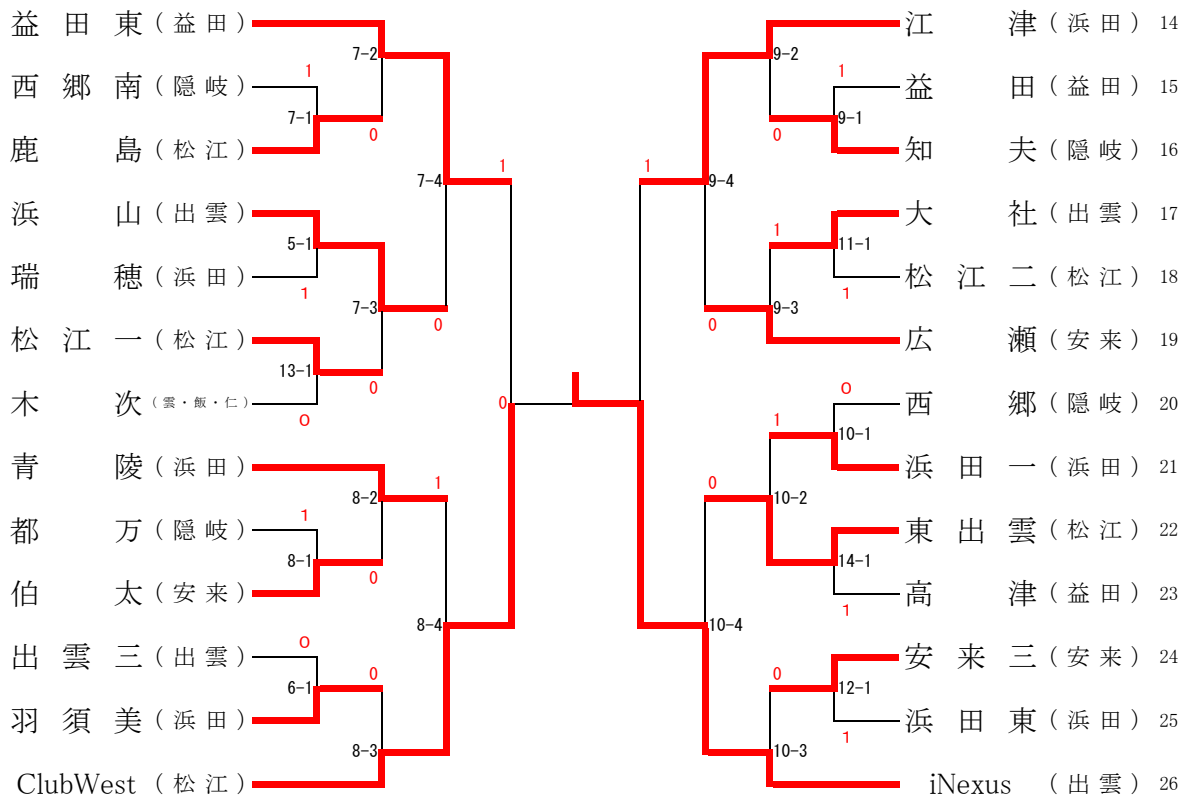 益田東（益田）
7-2
1
西郷南（隠岐）
7-1
0
鹿島（松江）
7-4
1
浜山（出雲）
5-1
瑞穂（浜田）
1
7-3
0
松江一（松江）
13-1
0
木次（雲・飯・仁）
0
0
青陵（浜田）
8-2
1
都万（隠岐）
1
8-1
0
伯太（安来）
8-4
出雲三（出雲）
0
6-1
0
羽須美（浜田）
8-3
ClubWest（松江）
江津（浜田）14
9-2
1
益田（益田）15
9-1
0
知夫（隠岐）16
1
9-4
大社（出雲）17
1
11-1
松江二（松江）18
1
9-3
0
広瀬（安来）19
0
西郷（隠岐）20
1
10-1
浜田一（浜田）21
0
10-2
東出雲（松江）22
14-1
高津（益田）23
1
10-4
安来三（安来）24
0
12-1
浜田東（浜田）25
1
10-3
iNexus（出雲）26